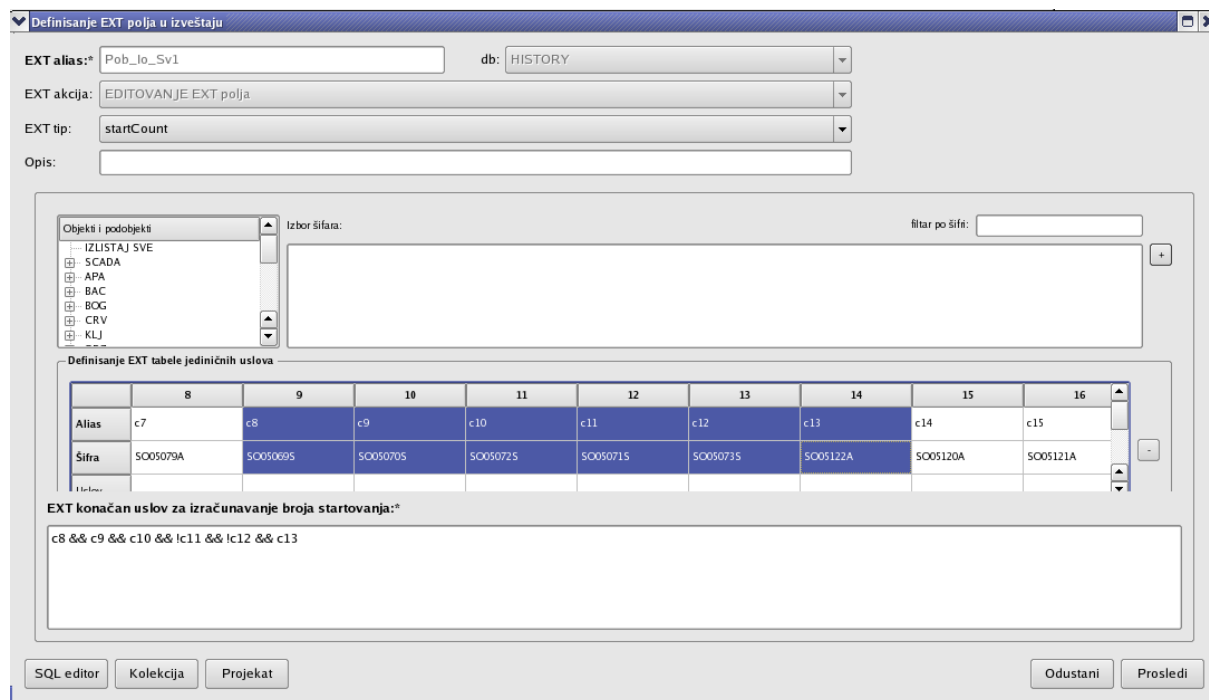 Definisanje EXT polja u izveštaju
EXT alias:* Pob_Io_Sv1 db: HISTORY
EXT akcija: EDITOVANJE EXT polja
EXT tip: startCount
Opis:
Objekti i podobjekti Izbor šifara: filtar po šifri:
IZLISTAJ SVE
SCADA
+
APA
BAC
BOG
CRV
KLJ
Definisanje EXT tabele jediničnih uslova
8 9 10 11 12 13 14 15 16
Alias c7 c8 c9 c10 c11 c12 c13 c14 c15
Šifra SO05079A SO05069S SO05070S SO05072S SO05071S SO05073S SO05122A SO05120A SO05121A
-
Uslov
EXT konačan uslov za izračunavanje broja startovanja:*
c8 && c9 && c10 && !c11 && !c12 && c13
SQL editor Kolekcija Projekat Odustani Prosledi